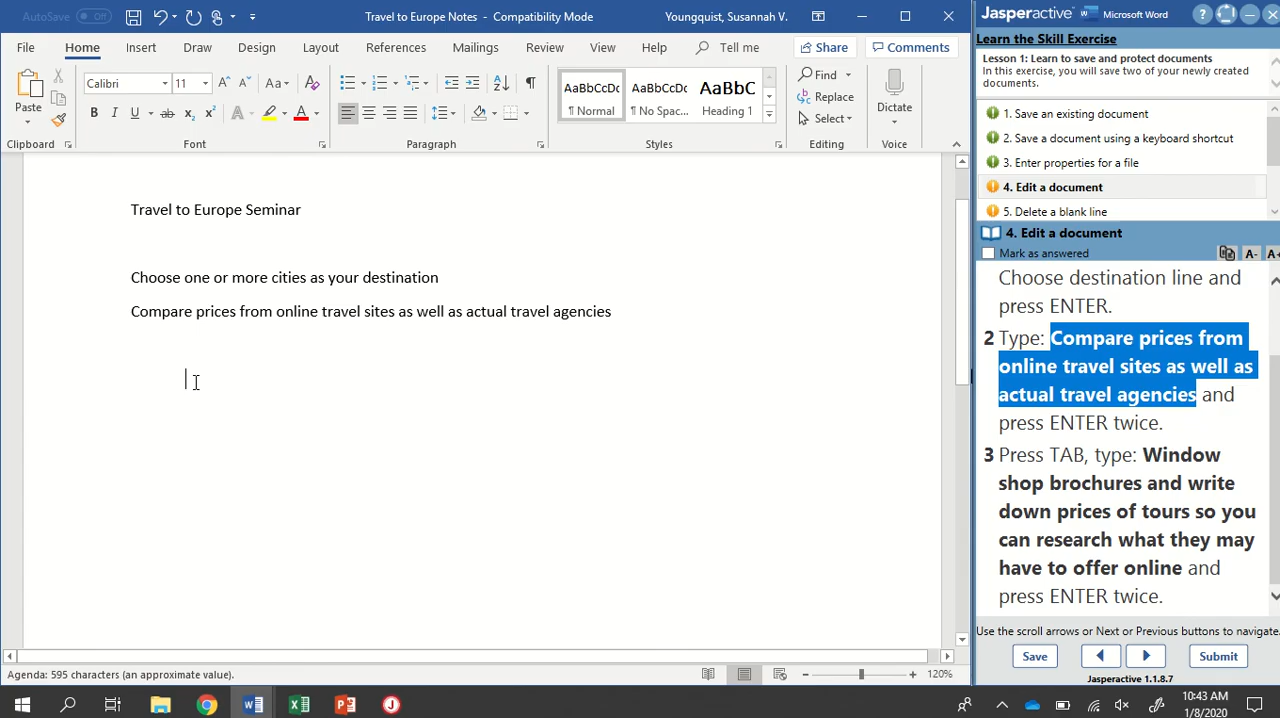 AutoSave Off
Travel to Europe Notes - Compatibility Mode
Youngquist, Susannah V.
File Home Insert Draw Design Layout References Mailings Review View Help Tell me Share Comments
Paste
Calibri 11
AaBbCcDc AaBbCcDc AaBbC
¶ Normal ¶ No Spac... Heading 1
Find
Replace
Select
Dictate
Clipboard Font Paragraph Styles Editing Voice
Travel to Europe Seminar
Choose one or more cities as your destination
Compare prices from online travel sites as well as actual travel agencies
Agenda: 595 characters (an approximate value).
120%
Jasperactive Microsoft Word
Learn the Skill Exercise
Lesson 1: Learn to save and protect documents
In this exercise, you will save two of your newly created
documents.
1. Save an existing document
2. Save a document using a keyboard shortcut
3. Enter properties for a file
4. Edit a document
5. Delete a blank line
4. Edit a document
Mark as answered
A- A+
Choose destination line and
press ENTER.
2 Type: Compare prices from
online travel sites as well as
actual travel agencies and
press ENTER twice.
3 Press TAB, type: Window
shop brochures and write
down prices of tours so you
can research what they may
have to offer online and
press ENTER twice.
Use the scroll arrows or Next or Previous buttons to navigate.
Save Submit
Jasperactive 1.1.8.7
10:43 AM
1/8/2020